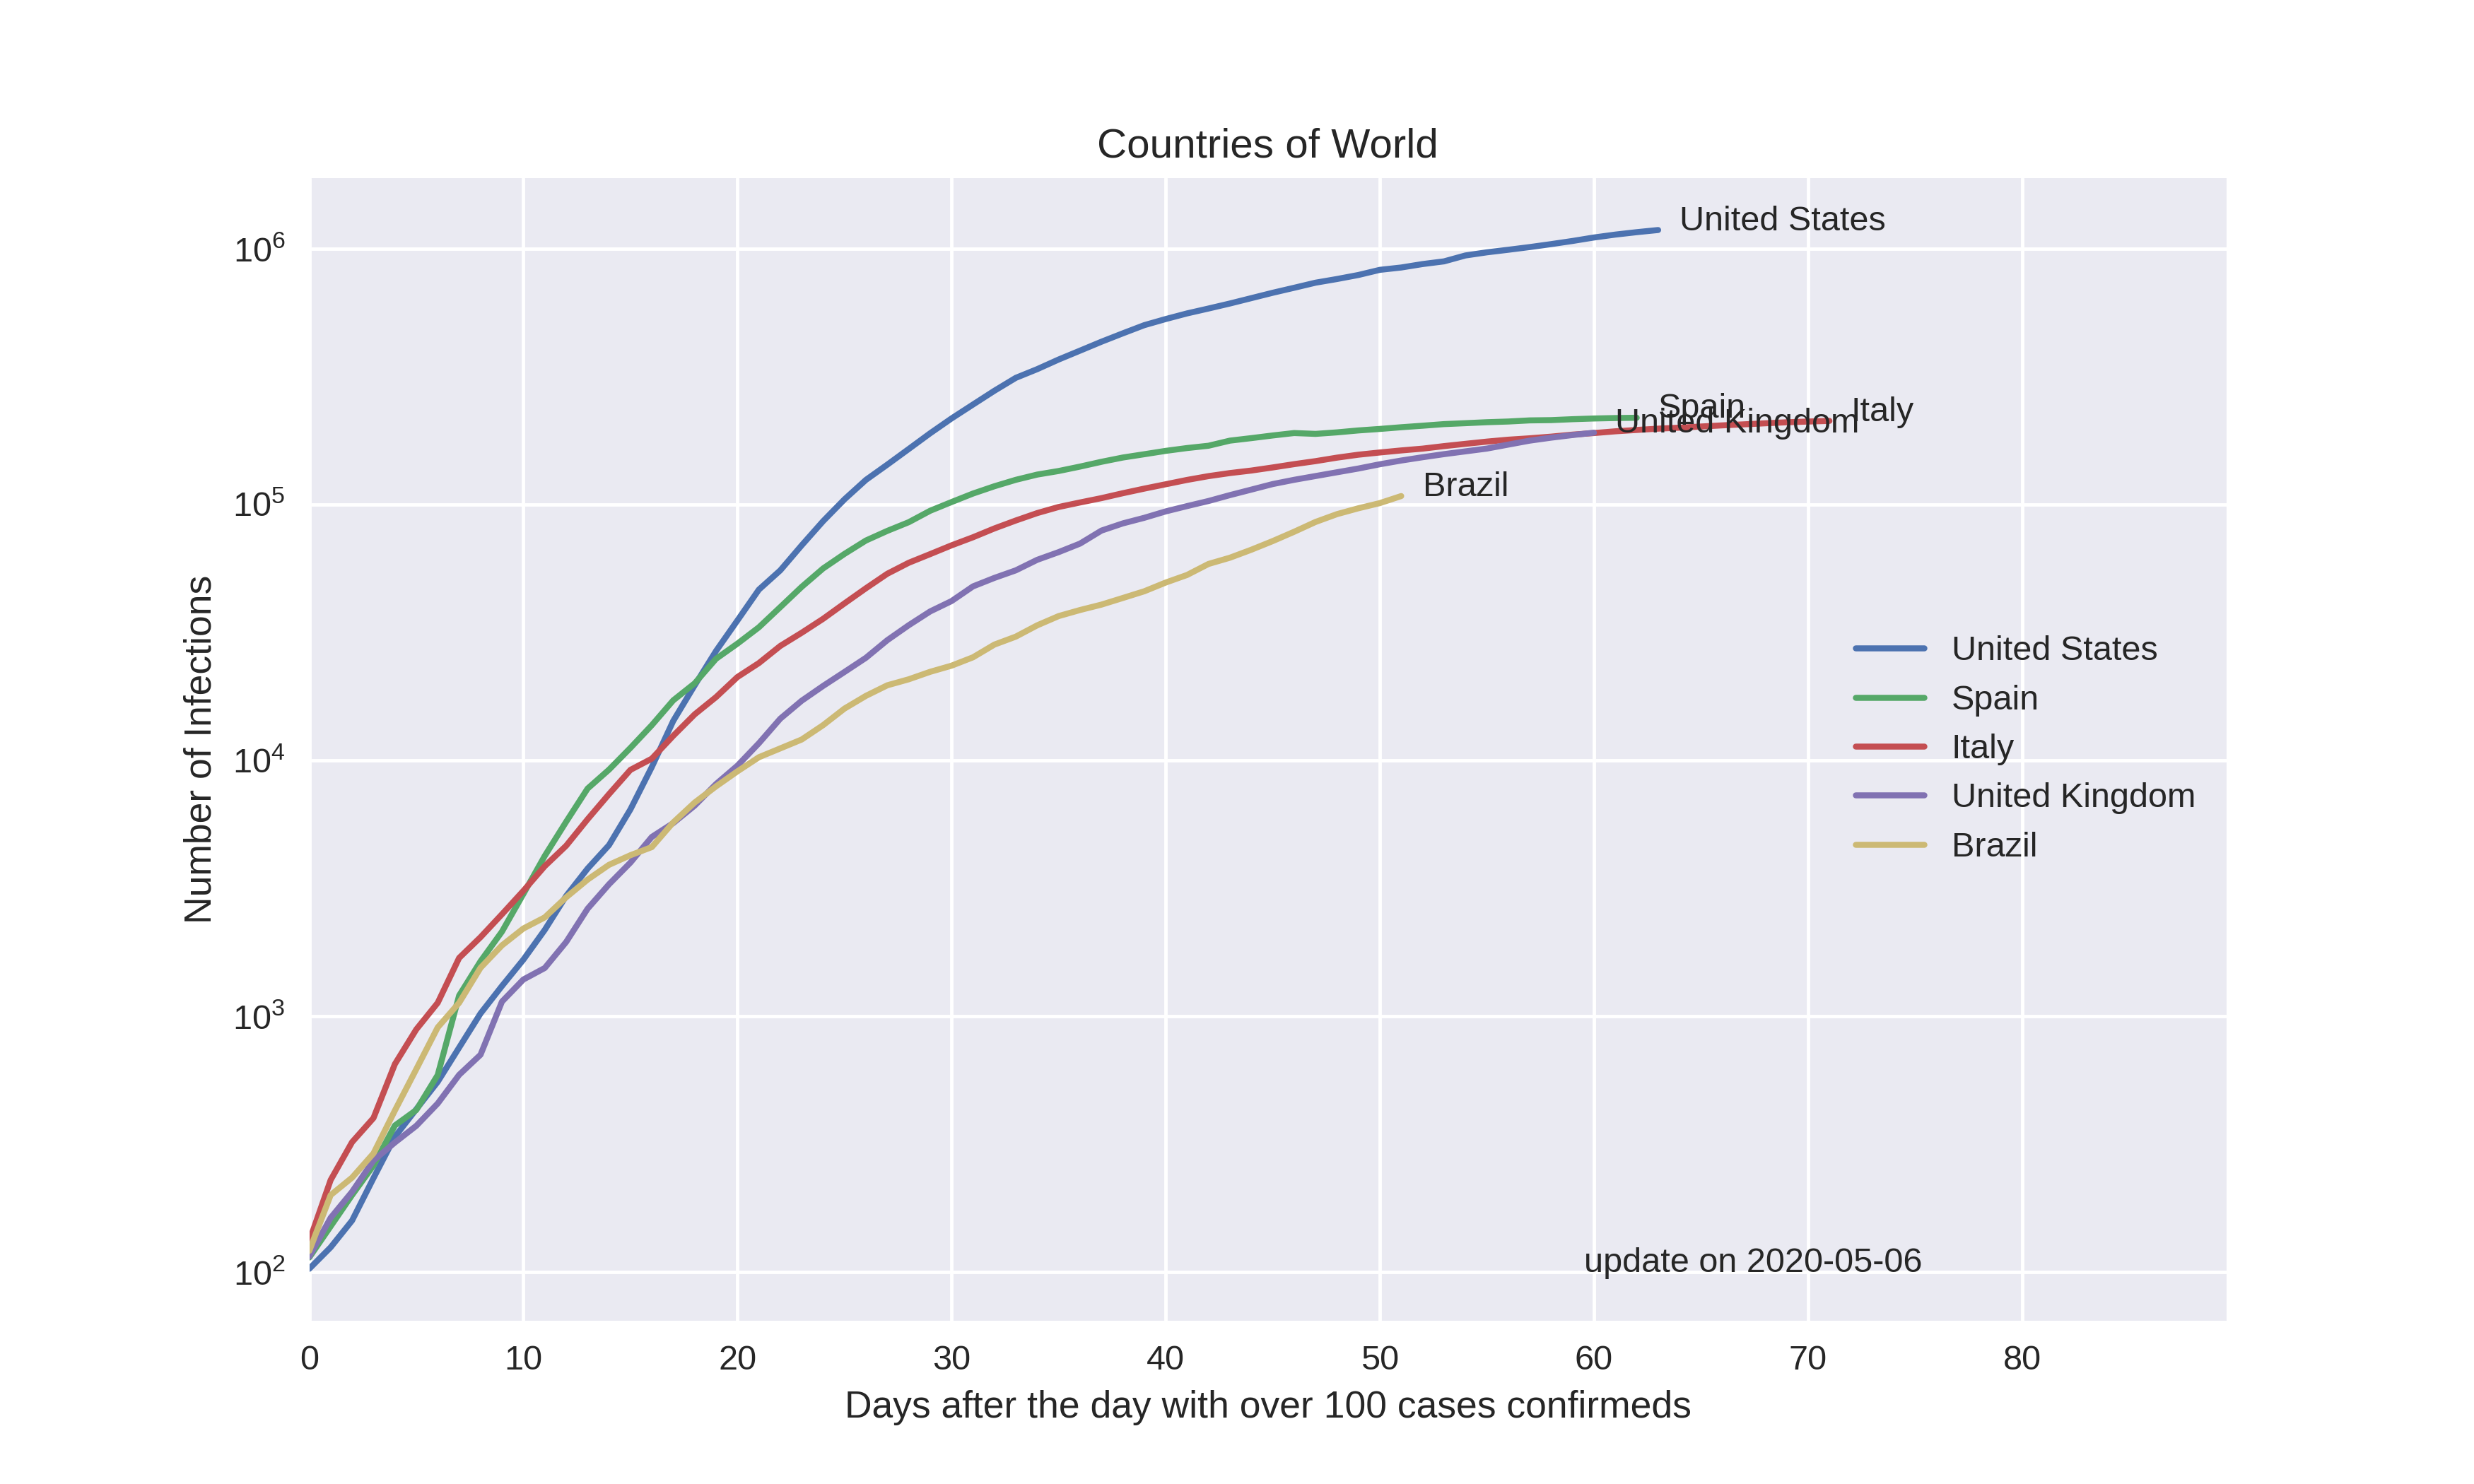 Countries of World
Number of Infections
10^6
10^5
10^4
10^3
10^2
United States
Spain
Italy
United Kingdom
Brazil
United States
Spain
Italy
United Kingdom
Brazil
update on 2020-05-06
0 10 20 30 40 50 60 70 80
Days after the day with over 100 cases confirmeds